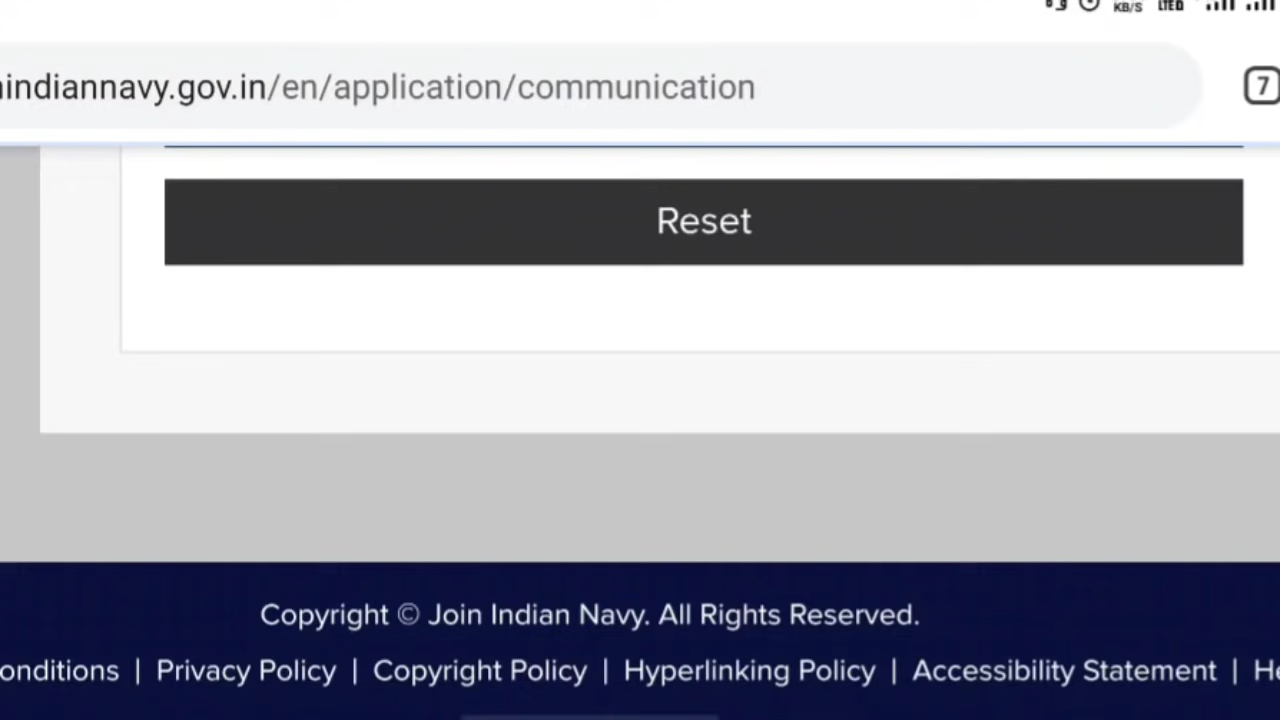 KB/S
indiannavy.gov.in/en/application/communication
7
Reset
Copyright © Join Indian Navy. All Rights Reserved.
onditions | Privacy Policy | Copyright Policy | Hyperlinking Policy | Accessibility Statement | He